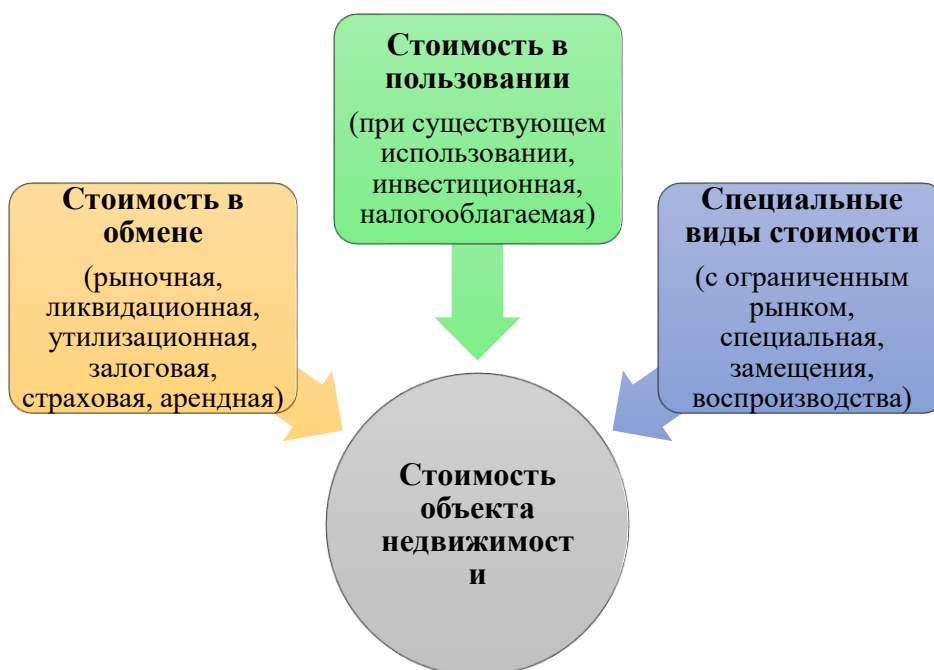 Стоимость в
пользовании
(при существующем
использовании,
инвестиционная,
налогооблагаемая)
Стоимость в
обмене
(рыночная,
ликвидационная,
утилизационная,
залоговая,
страховая, арендная)
Специальные
виды стоимости
(с ограниченным
рынком,
специальная,
замещения,
воспроизводства)
Стоимость
объекта
недвижимост
и